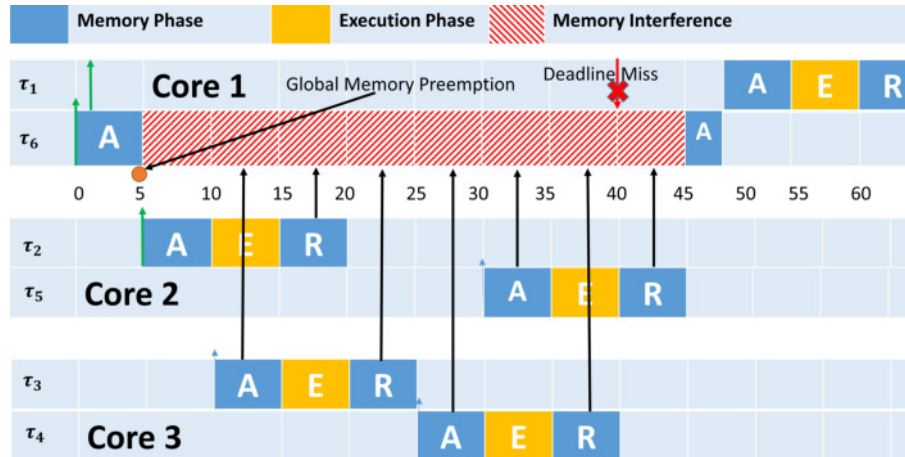 Memory Phase Execution Phase Memory Interference
τ₁ Core 1 Global Memory Preemption Deadline Miss A E R
τ₆ A A
0 5 10 15 20 25 30 35 40 45 50 55 60
τ₂ A E R
τ₅ Core 2 A E R
τ₃ A E R
τ₄ Core 3 A E R